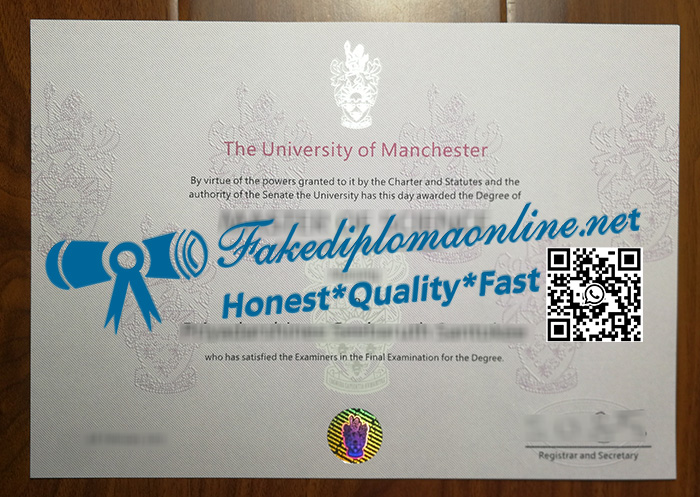 The University of Manchester
By virtue of the powers granted to it by the Charter and Statutes and the
authority of the Senate the University has this day awarded the Degree of
Fakediplomaonline.net
Honest*Quality*Fast
who has satisfied the Examiners in the Final Examination for the Degree.
Registrar and Secretary